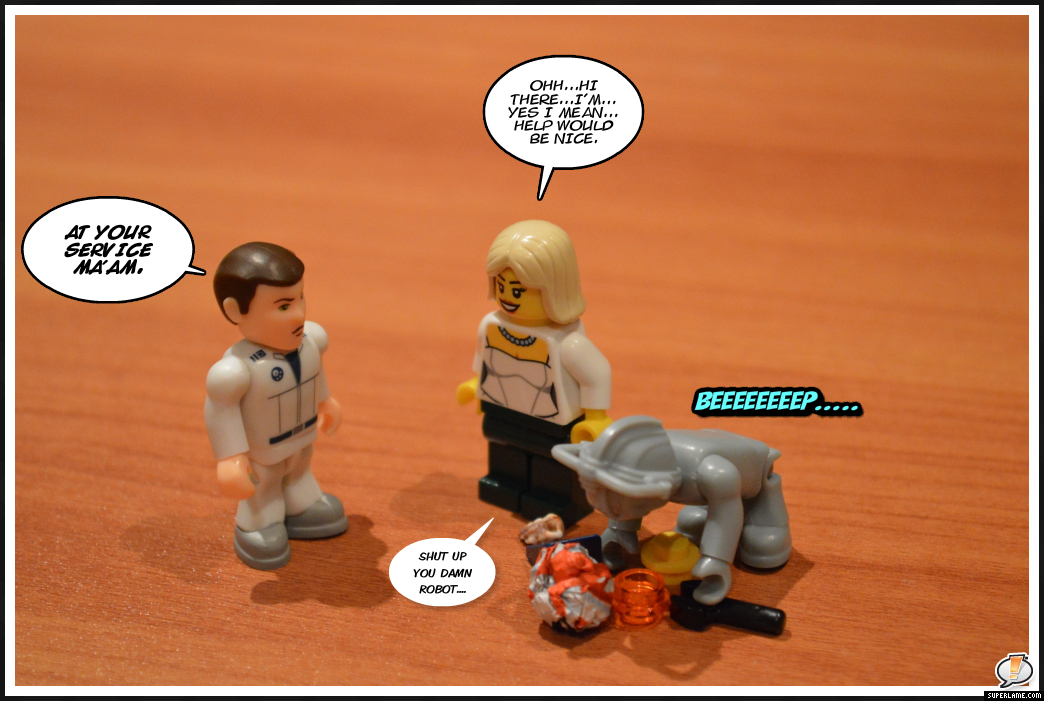 OHH...HI
THERE...I'M...
YES I MEAN...
HELP WOULD
BE NICE.
AT YOUR
SERVICE
MA'AM.
BEEEEEEEEP.....
SHUT UP
YOU DAMN
ROBOT....
SUPERLAME.COM